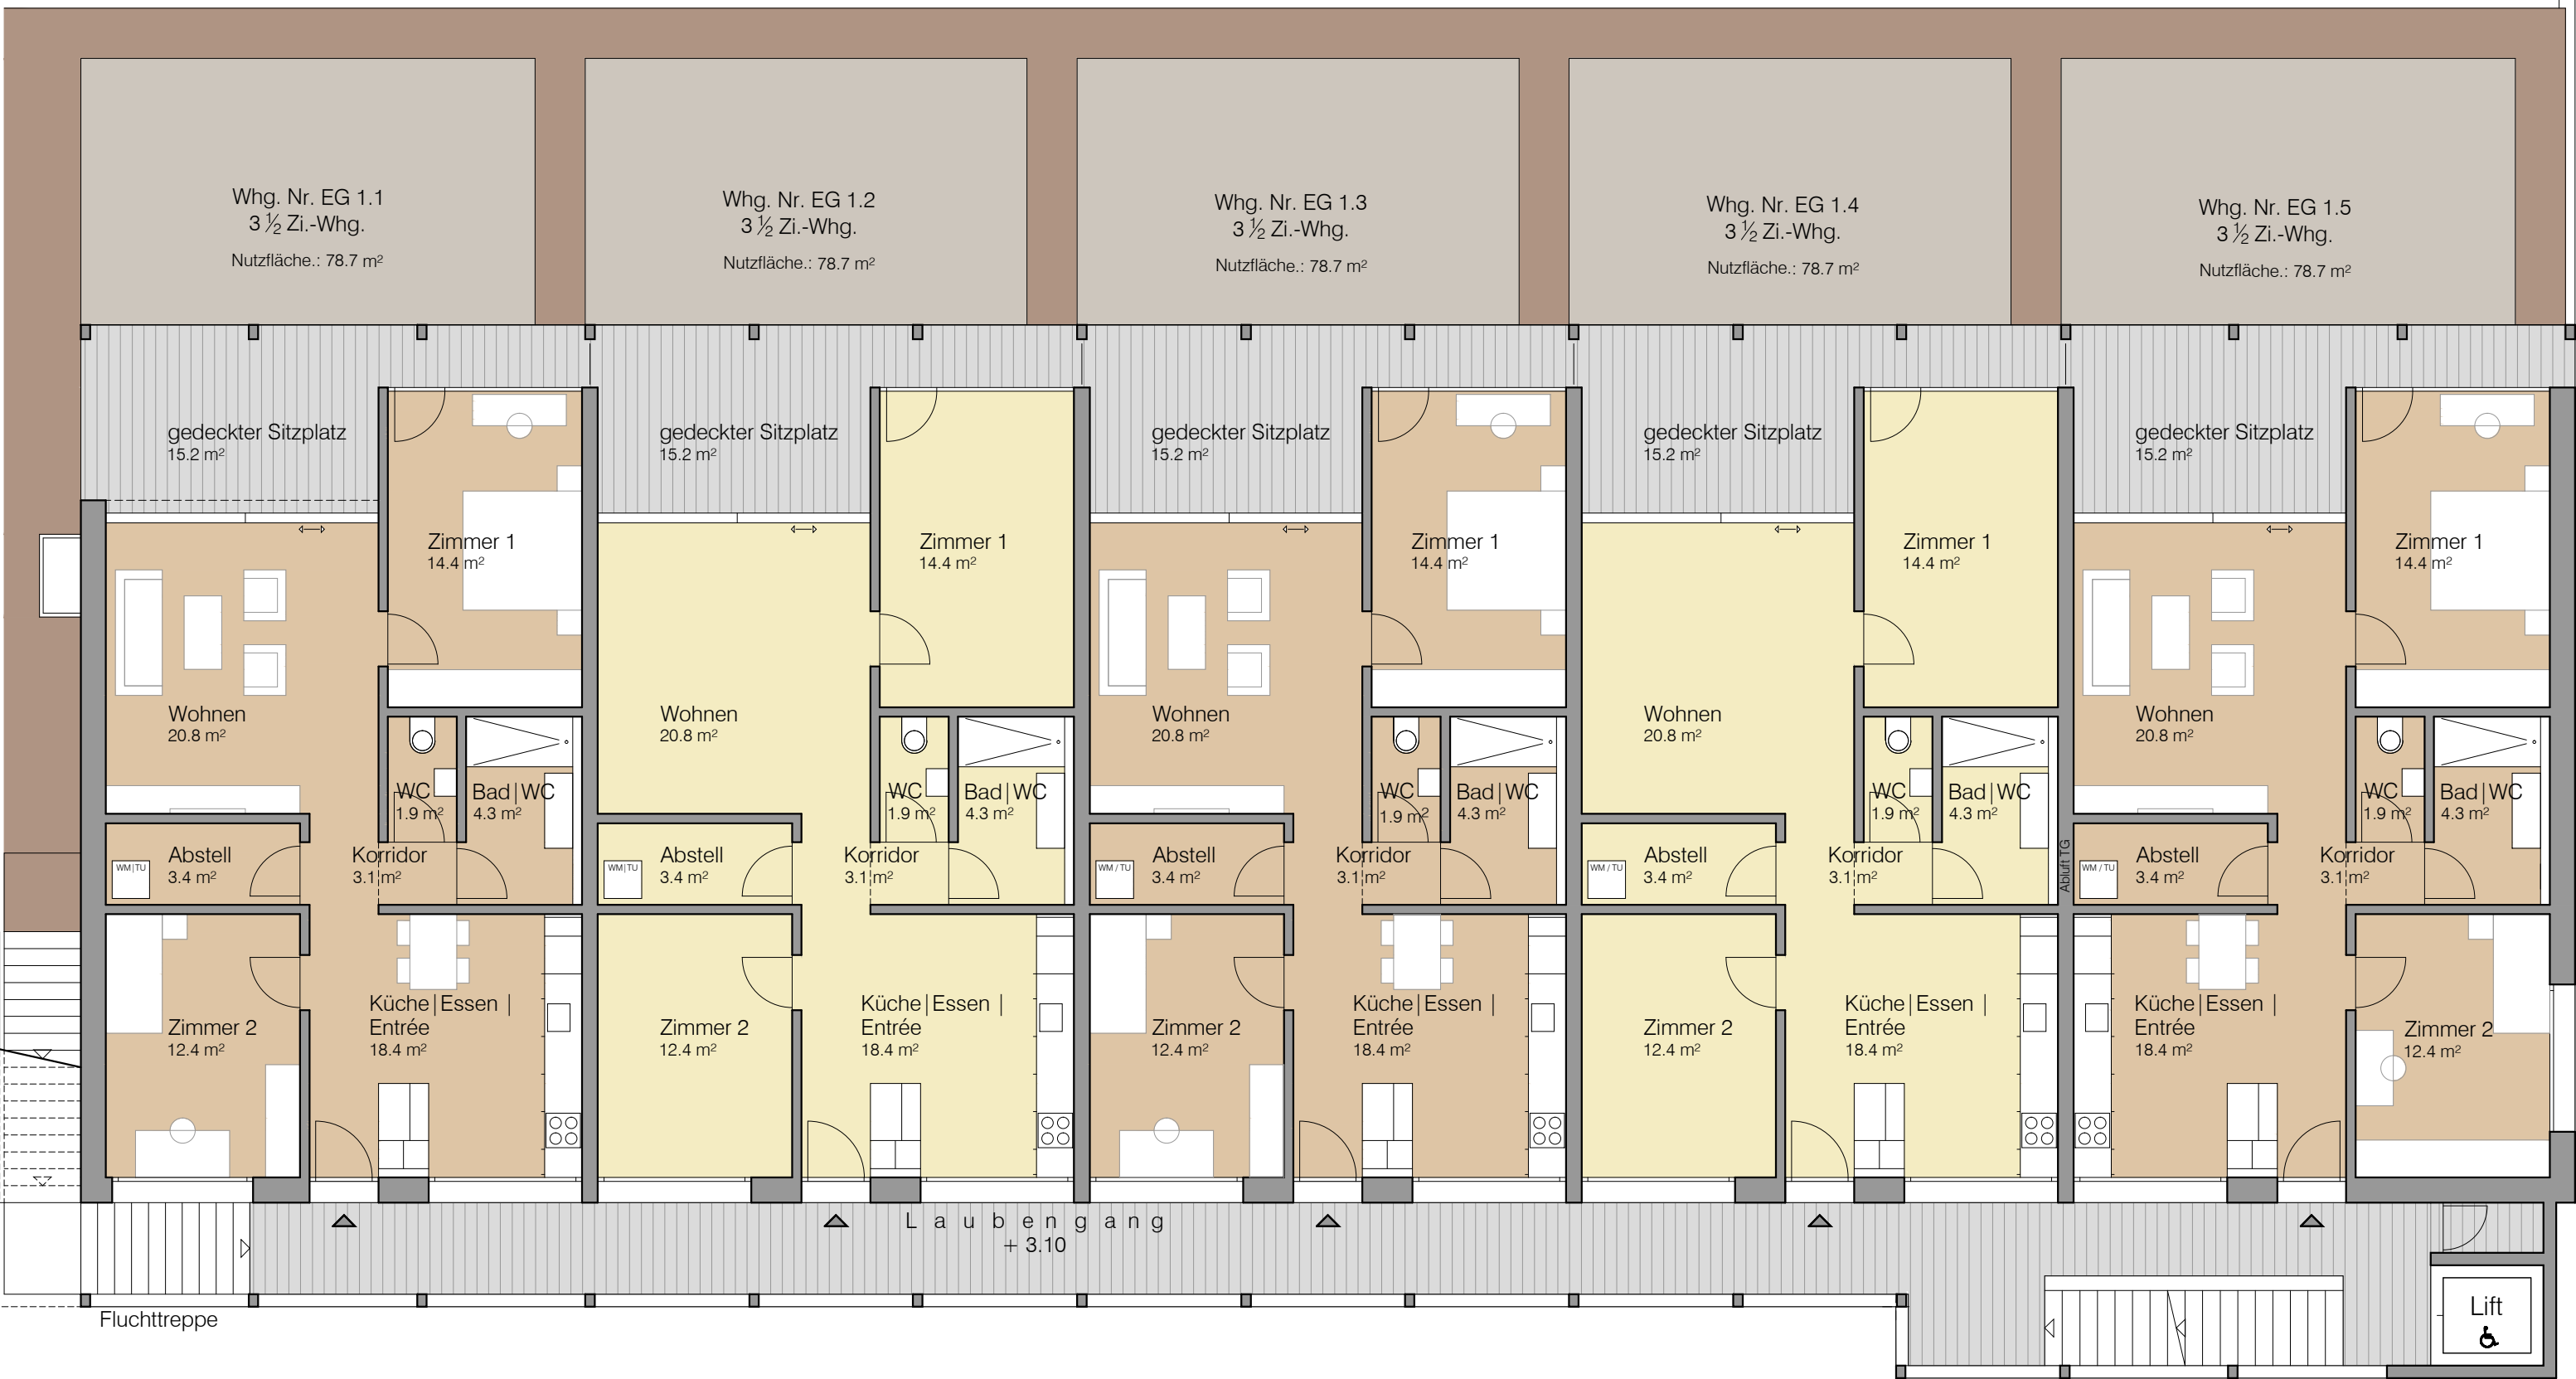 Whg. Nr. EG 1.1
3 ½ Zi.-Whg.
Nutzfläche.: 78.7 m²
Whg. Nr. EG 1.2
3 ½ Zi.-Whg.
Nutzfläche.: 78.7 m²
Whg. Nr. EG 1.3
3 ½ Zi.-Whg.
Nutzfläche.: 78.7 m²
Whg. Nr. EG 1.4
3 ½ Zi.-Whg.
Nutzfläche.: 78.7 m²
Whg. Nr. EG 1.5
3 ½ Zi.-Whg.
Nutzfläche.: 78.7 m²
gedeckter Sitzplatz
15.2 m²
Zimmer 1
14.4 m²
Wohnen
20.8 m²
WC
1.9 m²
Bad|WC
4.3 m²
Abstell
3.4 m²
WM|TU
Korridor
3.1 m²
Zimmer 2
12.4 m²
Küche|Essen |
Entrée
18.4 m²
gedeckter Sitzplatz
15.2 m²
Zimmer 1
14.4 m²
Wohnen
20.8 m²
WC
1.9 m²
Bad|WC
4.3 m²
Abstell
3.4 m²
WM|TU
Korridor
3.1 m²
Zimmer 2
12.4 m²
Küche|Essen |
Entrée
18.4 m²
gedeckter Sitzplatz
15.2 m²
Zimmer 1
14.4 m²
Wohnen
20.8 m²
WC
1.9 m²
Bad|WC
4.3 m²
Abstell
3.4 m²
WM / TU
Korridor
3.1 m²
Zimmer 2
12.4 m²
Küche|Essen |
Entrée
18.4 m²
gedeckter Sitzplatz
15.2 m²
Zimmer 1
14.4 m²
Wohnen
20.8 m²
WC
1.9 m²
Bad|WC
4.3 m²
Abstell
3.4 m²
WM / TU
Korridor
3.1 m²
Zimmer 2
12.4 m²
Küche|Essen |
Entrée
18.4 m²
Abluft TG
gedeckter Sitzplatz
15.2 m²
Zimmer 1
14.4 m²
Wohnen
20.8 m²
WC
1.9 m²
Bad|WC
4.3 m²
Abstell
3.4 m²
WM / TU
Korridor
3.1 m²
Küche|Essen |
Entrée
18.4 m²
Zimmer 2
12.4 m²
Laubengang
+ 3.10
Fluchttreppe
Lift